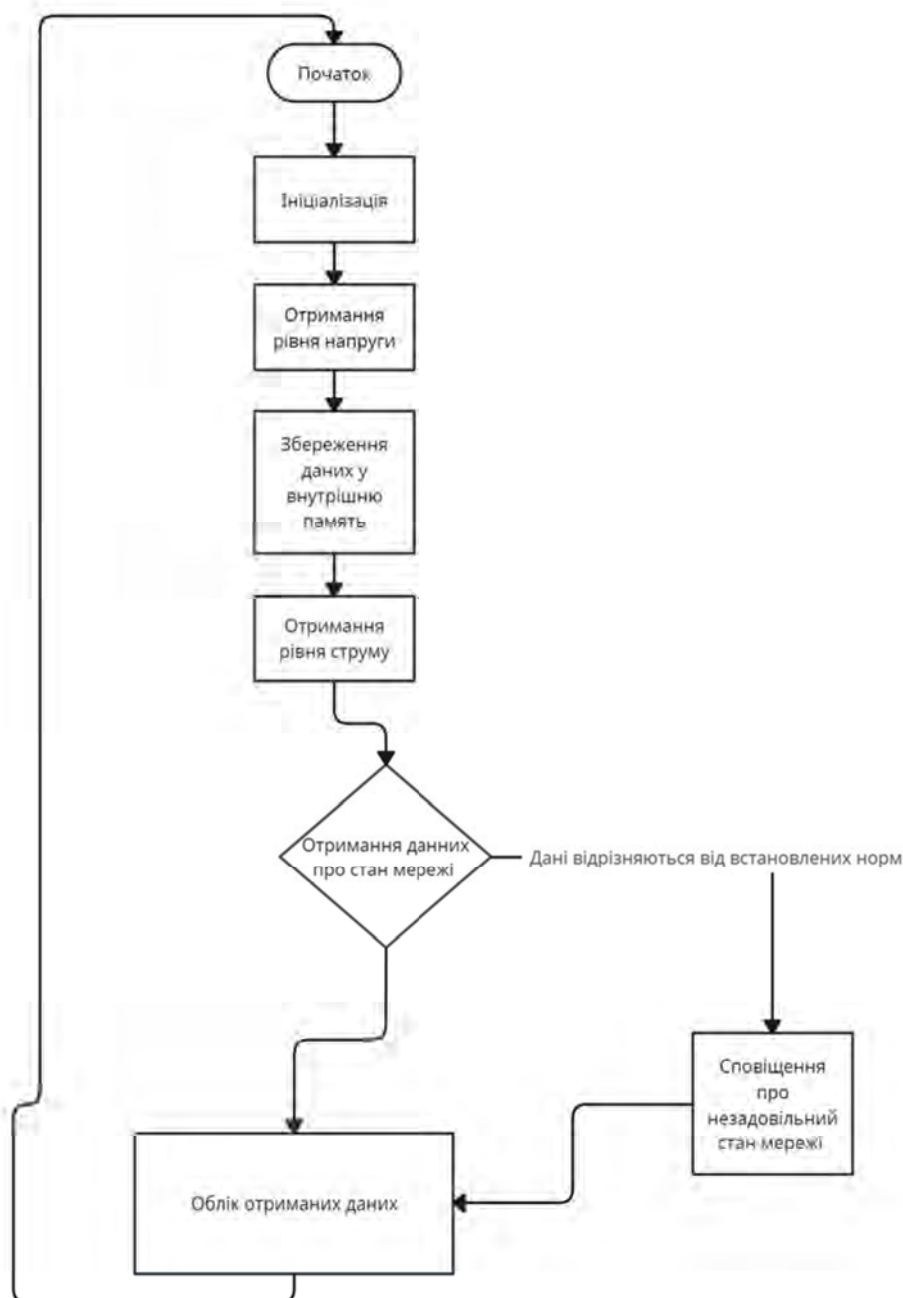 Початок
Ініціалізація
Отримання
рівня напруги
Збереження
даних у
внутрішню
память
Отримання
рівня струму
Отримання данних
про стан мережі
Дані відрізняються від встановлених норм
Сповіщення
про
незадовільний
стан мережі
Облік отриманих даних